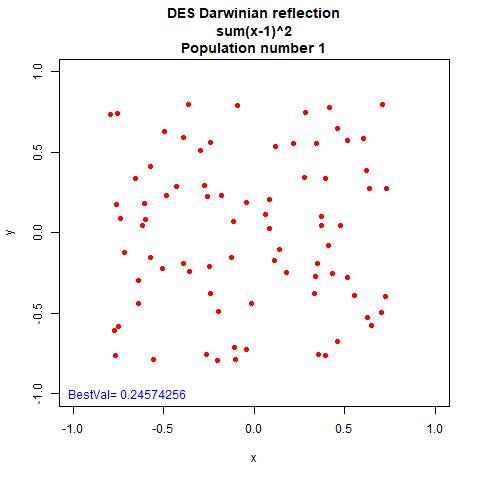 DES Darwinian reflection
sum(x-1)^2
Population number 1
1.0
0.5
0.0
-0.5
-1.0
y
BestVal= 0.24574256
-1.0 -0.5 0.0 0.5 1.0
x